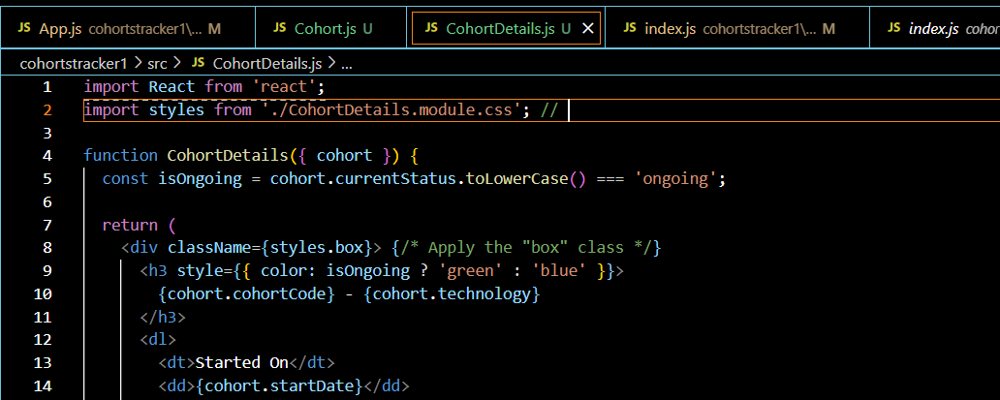 JS App.js cohortstracker1\... M JS Cohort.js U JS CohortDetails.js U × JS index.js cohortstracker1\... M JS index.js cohor
cohortstracker1 > src > JS CohortDetails.js > ...
1 import React from 'react';
2 import styles from './CohortDetails.module.css'; //
3
4 function CohortDetails({ cohort }) {
5 const isOngoing = cohort.currentStatus.toLowerCase() === 'ongoing';
6
7 return (
8 <div className={styles.box}> {/* Apply the "box" class */}
9 <h3 style={{ color: isOngoing ? 'green' : 'blue' }}>
10 {cohort.cohortCode} - {cohort.technology}
11 </h3>
12 <dl>
13 <dt>Started On</dt>
14 <dd>{cohort.startDate}</dd>